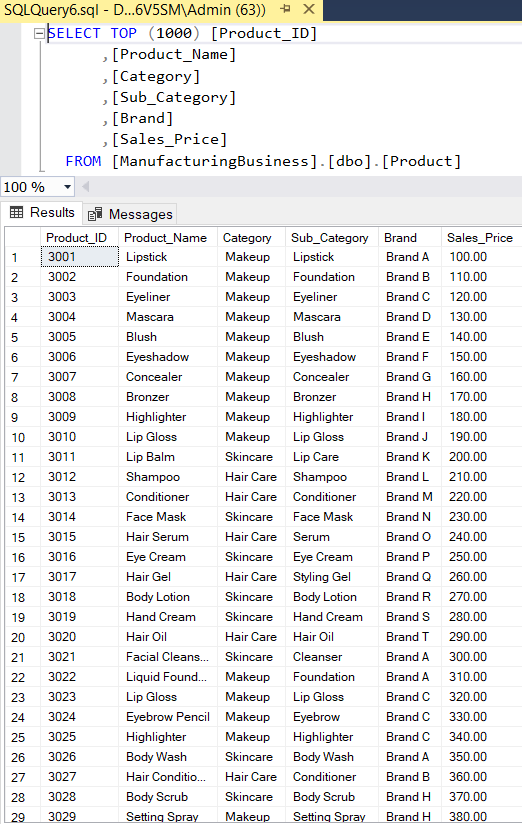 SQLQuery6.sql - D...6V5SM\Admin (63))
SELECT TOP (1000) [Product_ID]
,[Product_Name]
,[Category]
,[Sub_Category]
,[Brand]
,[Sales_Price]
FROM [ManufacturingBusiness].[dbo].[Product]
100 %
Results Messages
Product_ID Product_Name Category Sub_Category Brand Sales_Price
1 3001 Lipstick Makeup Lipstick Brand A 100.00
2 3002 Foundation Makeup Foundation Brand B 110.00
3 3003 Eyeliner Makeup Eyeliner Brand C 120.00
4 3004 Mascara Makeup Mascara Brand D 130.00
5 3005 Blush Makeup Blush Brand E 140.00
6 3006 Eyeshadow Makeup Eyeshadow Brand F 150.00
7 3007 Concealer Makeup Concealer Brand G 160.00
8 3008 Bronzer Makeup Bronzer Brand H 170.00
9 3009 Highlighter Makeup Highlighter Brand I 180.00
10 3010 Lip Gloss Makeup Lip Gloss Brand J 190.00
11 3011 Lip Balm Skincare Lip Care Brand K 200.00
12 3012 Shampoo Hair Care Shampoo Brand L 210.00
13 3013 Conditioner Hair Care Conditioner Brand M 220.00
14 3014 Face Mask Skincare Face Mask Brand N 230.00
15 3015 Hair Serum Hair Care Serum Brand O 240.00
16 3016 Eye Cream Skincare Eye Cream Brand P 250.00
17 3017 Hair Gel Hair Care Styling Gel Brand Q 260.00
18 3018 Body Lotion Skincare Body Lotion Brand R 270.00
19 3019 Hand Cream Skincare Hand Cream Brand S 280.00
20 3020 Hair Oil Hair Care Hair Oil Brand T 290.00
21 3021 Facial Cleans... Skincare Cleanser Brand A 300.00
22 3022 Liquid Found... Makeup Foundation Brand A 310.00
23 3023 Lip Gloss Makeup Lip Gloss Brand C 320.00
24 3024 Eyebrow Pencil Makeup Eyebrow Brand C 330.00
25 3025 Highlighter Makeup Highlighter Brand C 340.00
26 3026 Body Wash Skincare Body Wash Brand A 350.00
27 3027 Hair Conditio... Hair Care Conditioner Brand B 360.00
28 3028 Body Scrub Skincare Body Scrub Brand H 370.00
29 3029 Setting Spray Makeup Makeup Brand H 380.00